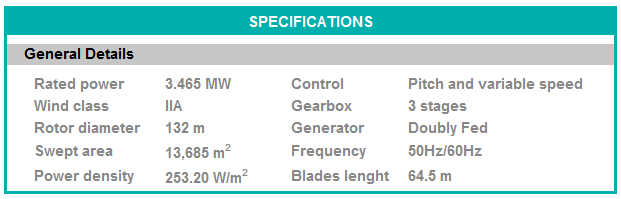 SPECIFICATIONS
General Details
Rated power 3.465 MW Control Pitch and variable speed
Wind class IIA Gearbox 3 stages
Rotor diameter 132 m Generator Doubly Fed
Swept area 13,685 m² Frequency 50Hz/60Hz
Power density 253.20 W/m² Blades lenght 64.5 m